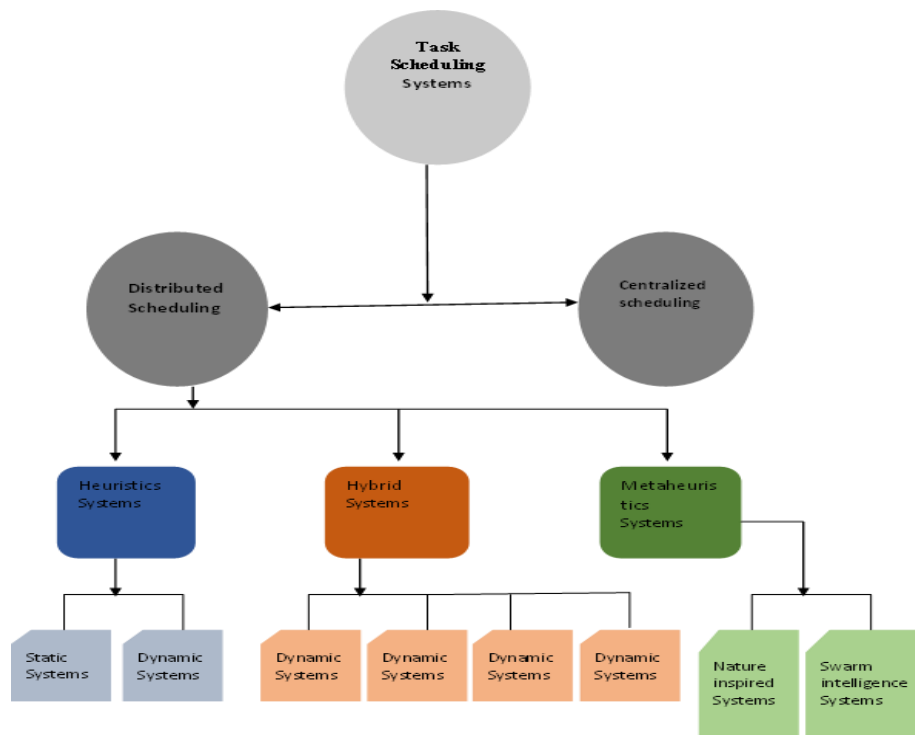 Task
Scheduling
Systems
Distributed
Scheduling
Centralized
scheduling
Heuristics
Systems
Hybrid
Systems
Metaheuris
tics
Systems
Static
Systems
Dynamic
Systems
Dynamic
Systems
Dynamic
Systems
Dynamic
Systems
Dynamic
Systems
Nature
inspired
Systems
Swarm
intelligence
Systems